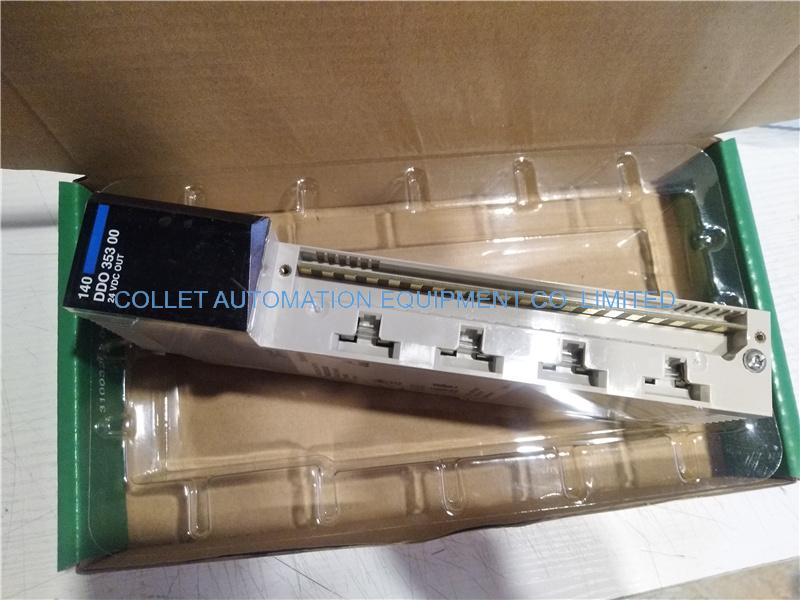 140
DDO 353 00
24 VDC OUT
COLLET AUTOMATION EQUIPMENT CO.,LIMITED